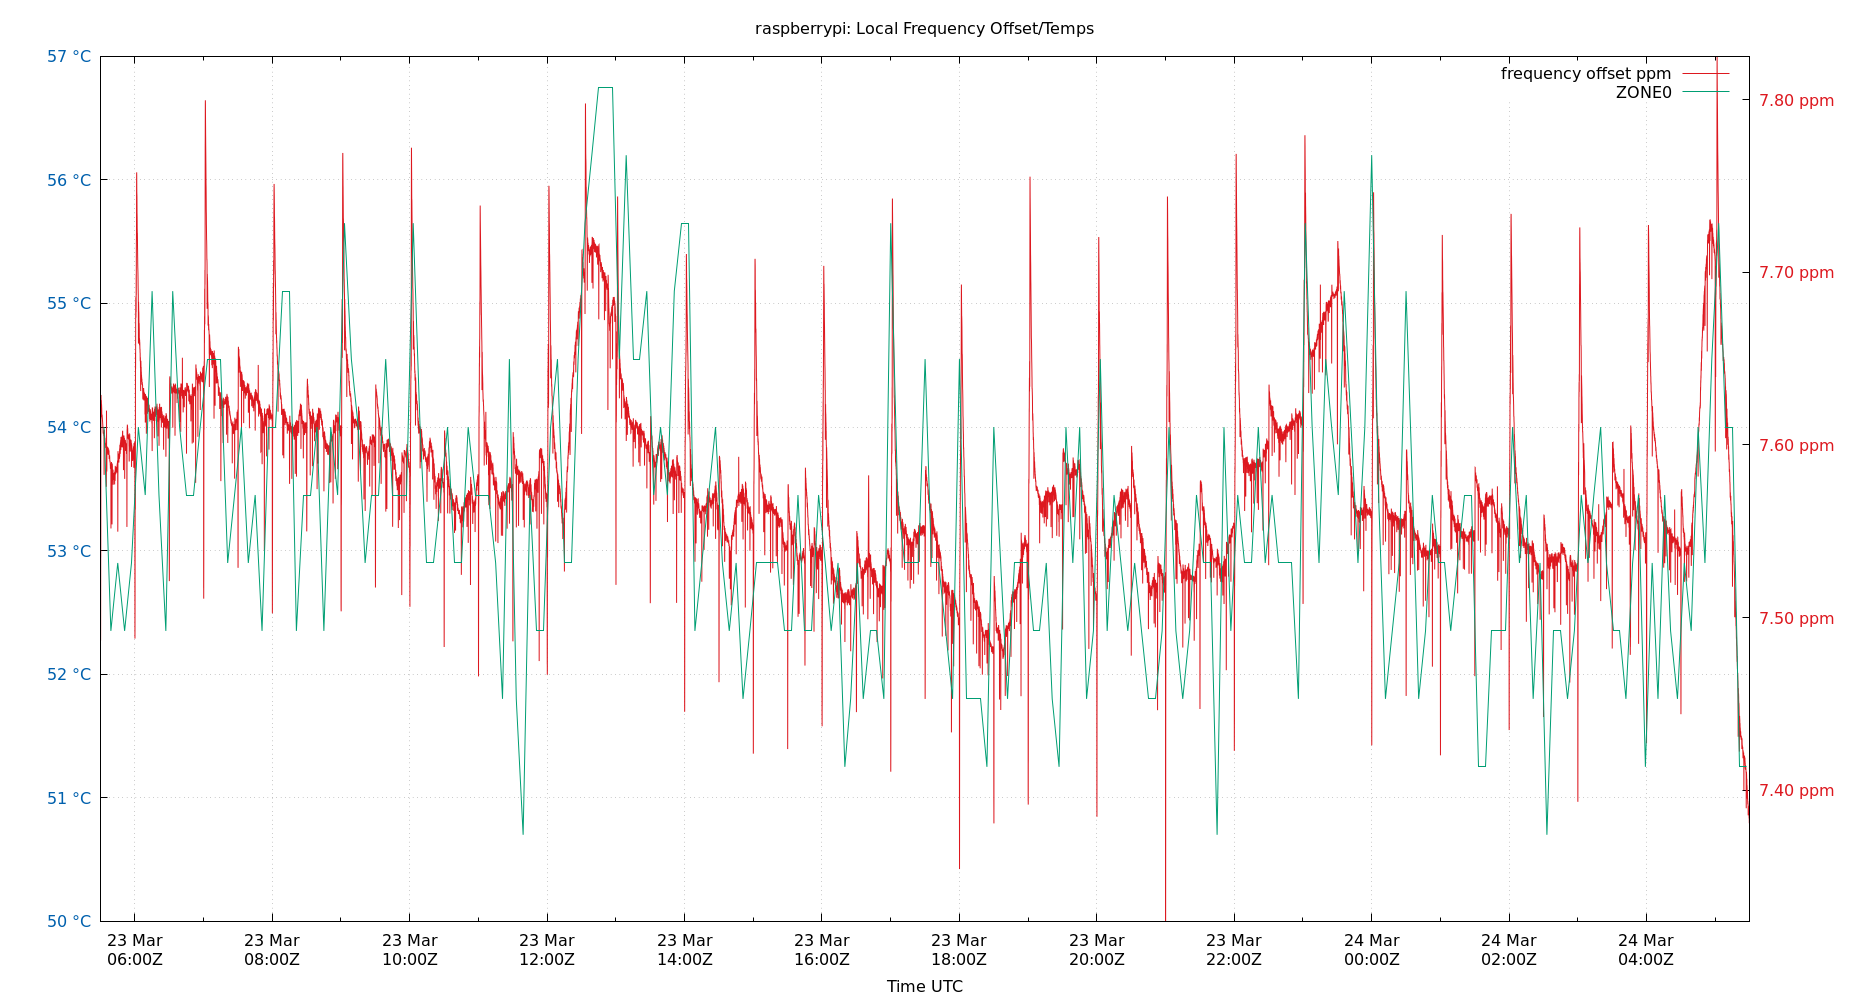 raspberrypi: Local Frequency Offset/Temps
57 °C
56 °C
55 °C
54 °C
53 °C
52 °C
51 °C
50 °C
frequency offset ppm
ZONE0
7.80 ppm
7.70 ppm
7.60 ppm
7.50 ppm
7.40 ppm
23 Mar
06:00Z
23 Mar
08:00Z
23 Mar
10:00Z
23 Mar
12:00Z
23 Mar
14:00Z
23 Mar
16:00Z
23 Mar
18:00Z
23 Mar
20:00Z
23 Mar
22:00Z
24 Mar
00:00Z
24 Mar
02:00Z
24 Mar
04:00Z
Time UTC